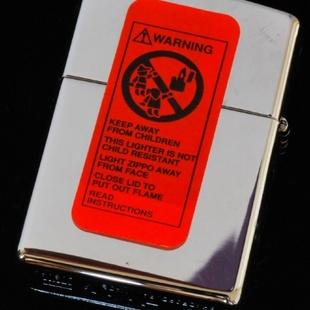 WARNING
KEEP AWAY
FROM CHILDREN
THIS LIGHTER IS NOT
CHILD RESISTANT
LIGHT ZIPPO AWAY
FROM FACE
CLOSE LID TO
PUT OUT FLAME
READ
INSTRUCTIONS